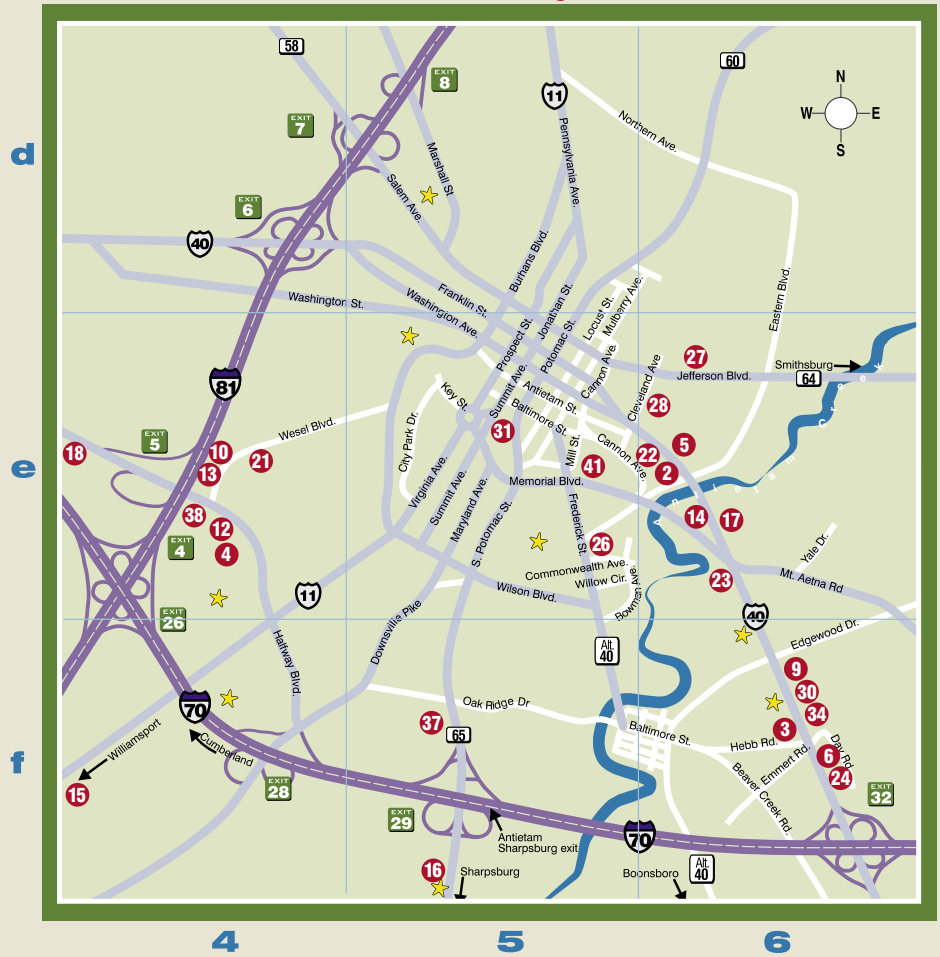 58
60
N
W E
S
EXIT
8
11
EXIT
7
Northern Ave.
Pennsylvania Ave.
Marshall St
Salem Ave.
d
EXIT
6
40
Burhans Blvd.
Eastern Blvd.
Washington St.
Franklin St.
Washington Ave.
Jonathan St.
Locust St.
Mulberry Ave.
Prospect St.
Potomac St.
Smithsburg
64
27
Jefferson Blvd.
81
Summit Ave.
Cannon Ave.
Cleveland Ave
28
Key St.
Antietam St.
Baltimore St.
City Park Dr.
Wesel Blvd.
31
EXIT
5
18
10
21
13
Mill St.
41
Cannon Ave.
22
5
2
e
Virginia Ave.
Summit Ave.
Maryland Ave.
Memorial Blvd.
Antietam Creek
38
12
4
EXIT
4
S. Potomac St.
Frederick St.
26
14
17
Yale Dr.
Commonwealth Ave.
Willow Cir.
Bowman Ave.
Wilson Blvd.
23
Mt. Aetna Rd
11
40
EXIT
26
Halfway Blvd.
Downsville Pike
Alt.
40
Edgewood Dr.
9
30
34
3
70
Oak Ridge Dr
37
65
Baltimore St.
Hebb Rd.
Emmert Rd.
Day Rd.
6
24
Beaver Creek Rd.
f
Williamsport
Cumberland
15
EXIT
28
EXIT
29
EXIT
32
Antietam
Sharpsburg exit
70
16
Sharpsburg
Boonsboro
Alt.
40
4 5 6